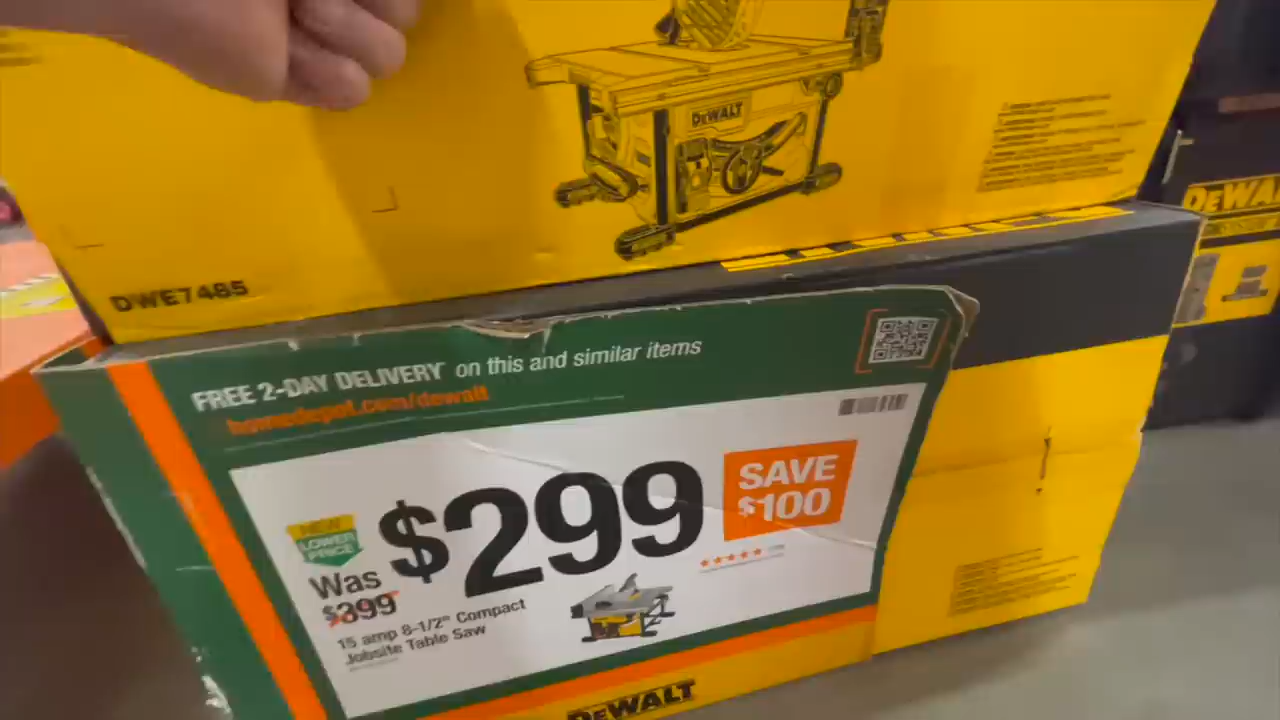 DEWALT
DWE7485
DEWALT
FREE 2-DAY DELIVERY on this and similar items
homedepot.com/dewalt
$299
SAVE
$100
NEW
LOWER
PRICE
Was
$399
15 amp 8-1/2" Compact
Jobsite Table Saw
DEWALT